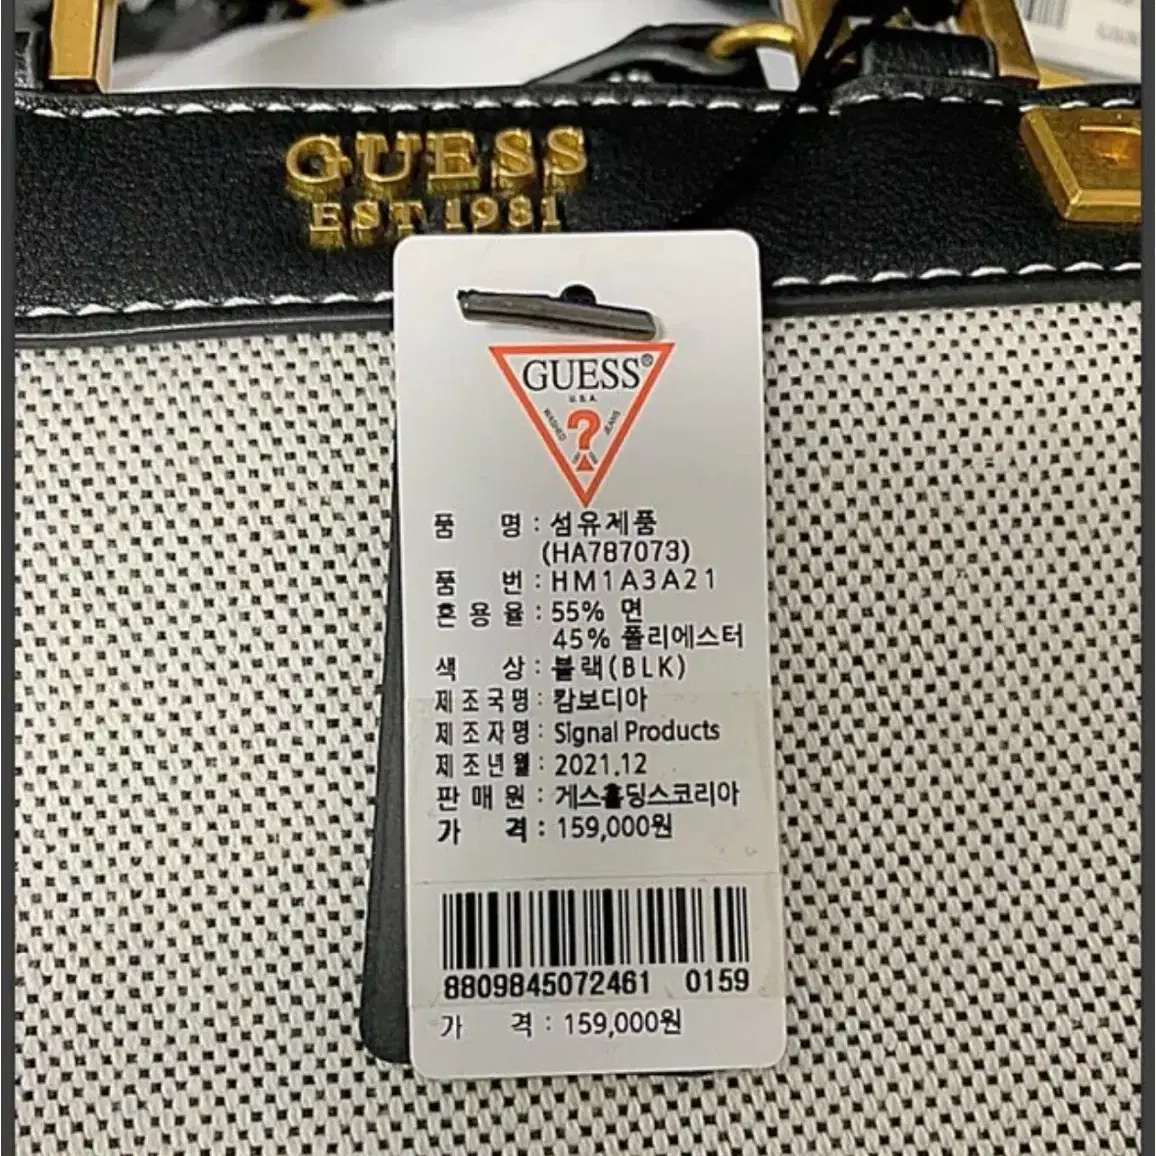 GUESS
EST 1981
GUESS®
U.S.A.
WASHED
?
JEANS
품 명 : 섬유제품
(HA787073)
품 번 : HM1A3A21
혼 용 율 : 55% 면
45% 폴리에스터
색 상 : 블랙(BLK)
제조국명 : 캄보디아
제조자명 : Signal Products
제조년월 : 2021.12
판 매 원 : 게스홀딩스코리아
가 격 : 159,000원
8809845072461 0159
가 격 : 159,000원